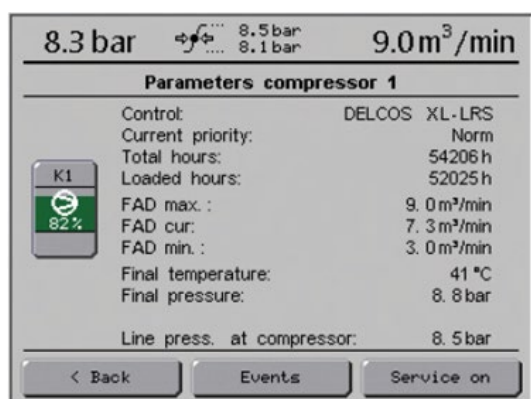 8.3 bar 8.5 bar 9.0 m³/min
8.1 bar
Parameters compressor 1
Control: DELCOS XL-LRS
Current priority: Norm
Total hours: 54206 h
Loaded hours: 52025 h
K1
82%
FAD max. : 9.0 m³/min
FAD cur: 7.3 m³/min
FAD min. : 3.0 m³/min
Final temperature: 41 °C
Final pressure: 8.8 bar
Line press. at compressor: 8.5 bar
< Back Events Service on